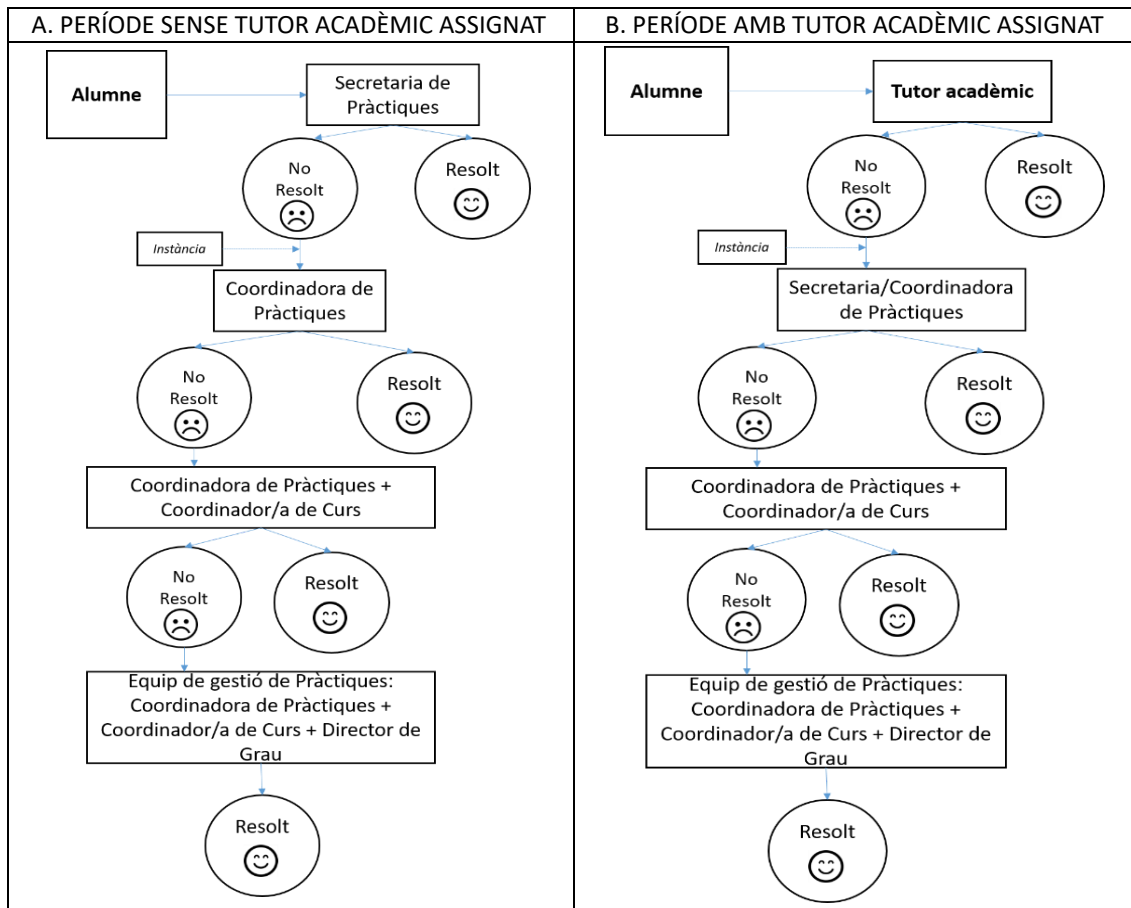 A. PERÍODE SENSE TUTOR ACADÈMIC ASSIGNAT
Alumne
Secretaria de
Pràctiques
No
Resolt
Resolt
Instància
Coordinadora de
Pràctiques
No
Resolt
Resolt
Coordinadora de Pràctiques +
Coordinador/a de Curs
No
Resolt
Resolt
Equip de gestió de Pràctiques:
Coordinadora de Pràctiques +
Coordinador/a de Curs + Director de
Grau
Resolt
B. PERÍODE AMB TUTOR ACADÈMIC ASSIGNAT
Alumne
Tutor acadèmic
No
Resolt
Resolt
Instància
Secretaria/Coordinadora
de Pràctiques
No
Resolt
Resolt
Coordinadora de Pràctiques +
Coordinador/a de Curs
No
Resolt
Resolt
Equip de gestió de Pràctiques:
Coordinadora de Pràctiques +
Coordinador/a de Curs + Director de
Grau
Resolt